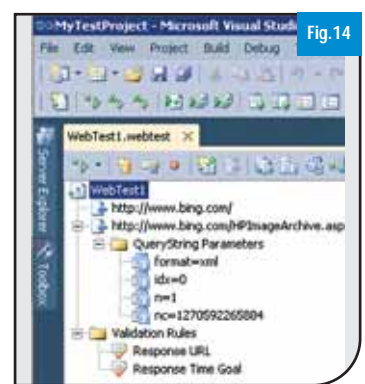 MyTestProject - Microsoft Visual Stud
Fig.14
File Edit View Project Build Debug
WebTest1.webtest
Server Explorer
Toolbox
WebTest1
http://www.bing.com/
http://www.bing.com/HPImageArchive.asp
QueryString Parameters
format=xml
idx=0
n=1
nc=1270592265884
Validation Rules
Response URL
Response Time Goal